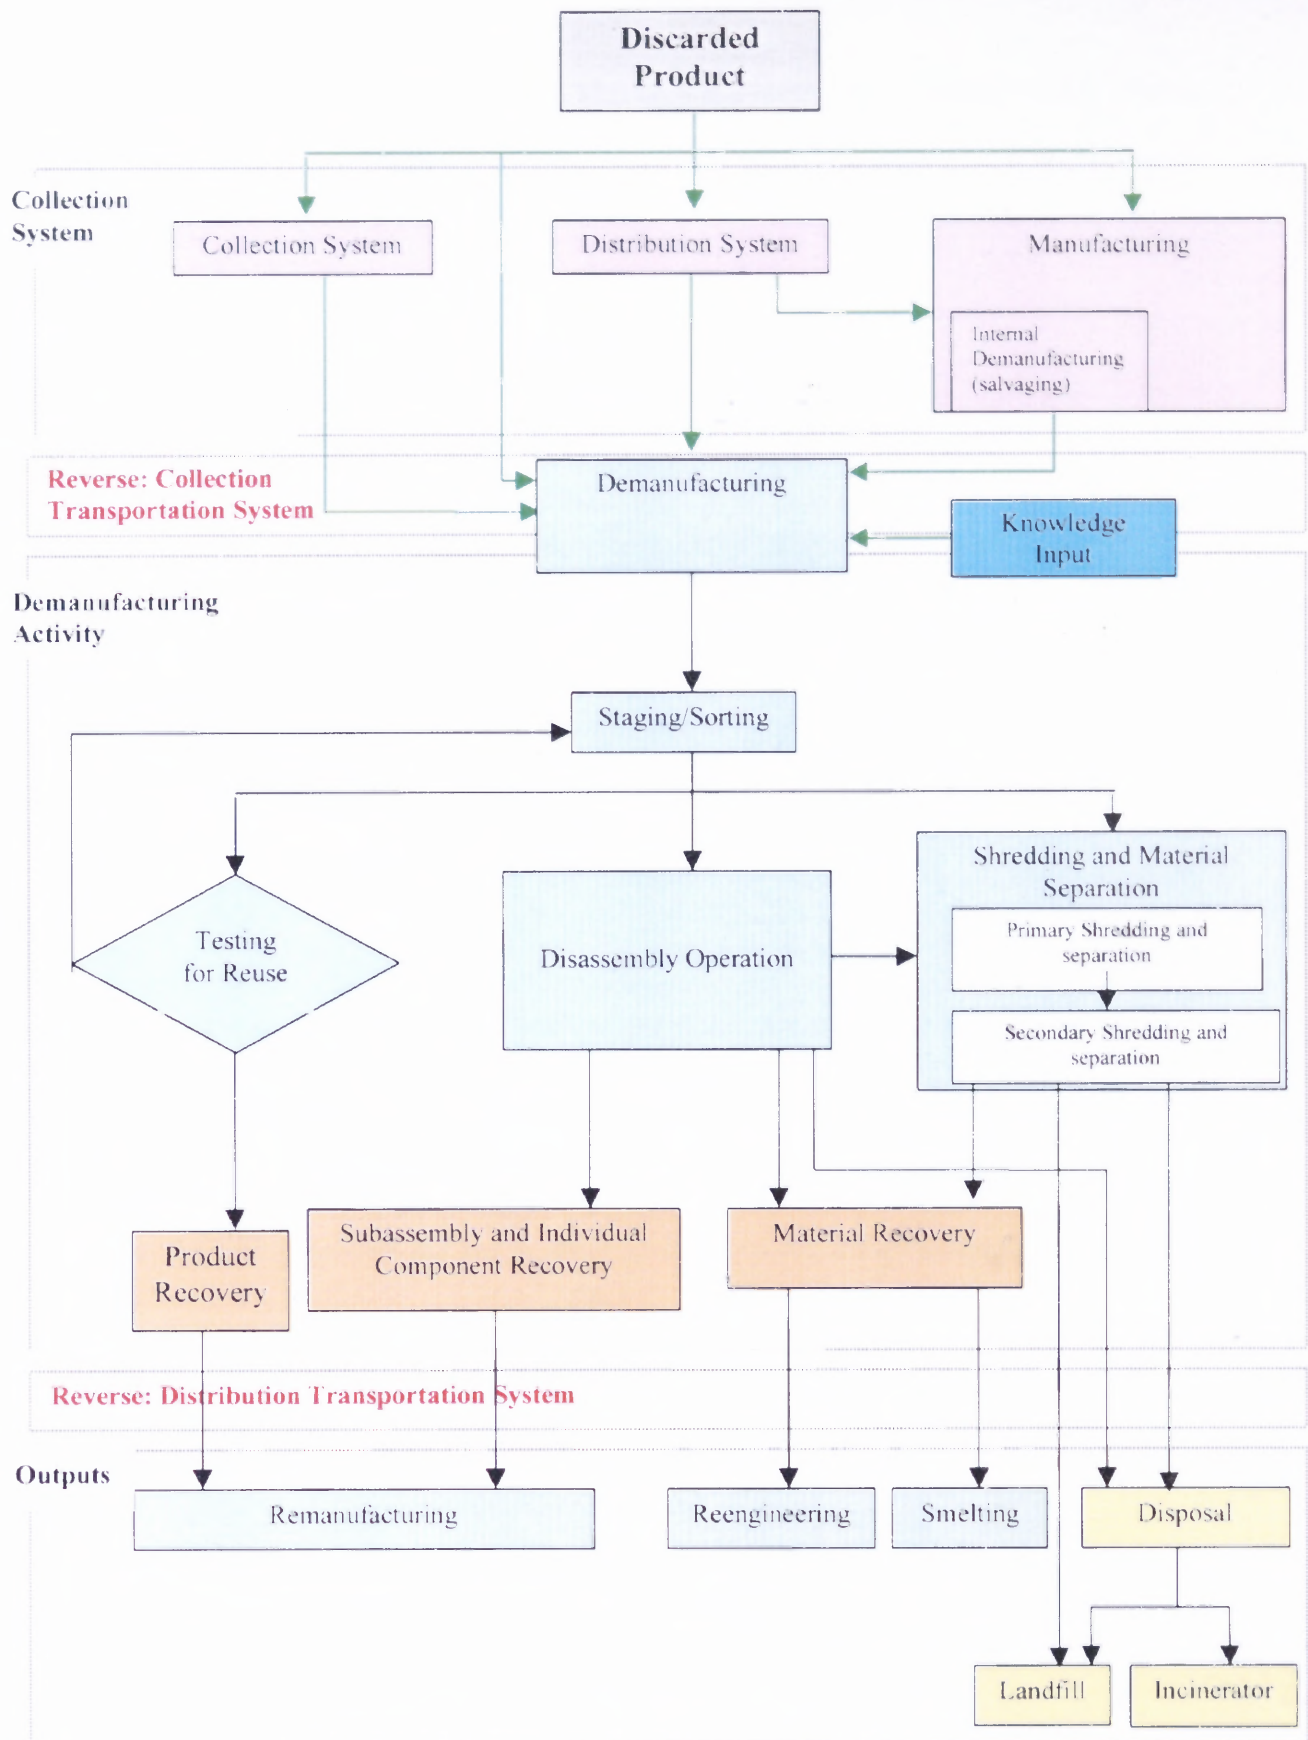 Discarded
Product
Collection
System
Collection System
Distribution System
Manufacturing
Internal
Demanufacturing
(salvaging)
Reverse: Collection
Transportation System
Demanufacturing
Knowledge
Input
Demanufacturing
Activity
Staging/Sorting
Testing
for Reuse
Disassembly Operation
Shredding and Material
Separation
Primary Shredding and
separation
Secondary Shredding and
separation
Product
Recovery
Subassembly and Individual
Component Recovery
Material Recovery
Reverse: Distribution Transportation System
Outputs
Remanufacturing
Reengineering
Smelting
Disposal
Landfill
Incinerator